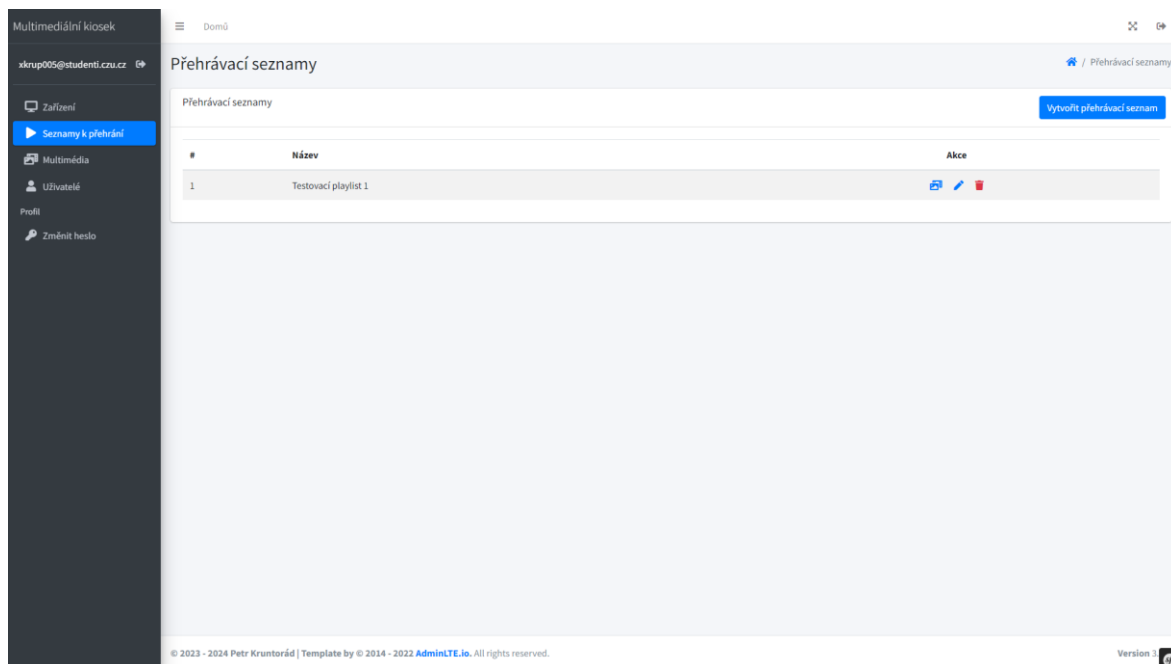 Multimediální kiosek
Domů
xkrup005@studenti.czu.cz
Přehrávací seznamy
/ Přehrávací seznamy
Zařízení
Seznamy k přehrání
Multimédia
Uživatelé
Profil
Změnit heslo
Přehrávací seznamy
Vytvořit přehrávací seznam
# Název Akce
1 Testovací playlist 1
© 2023 - 2024 Petr Kruntorád | Template by © 2014 - 2022 AdminLTE.io. All rights reserved.
Version 3.